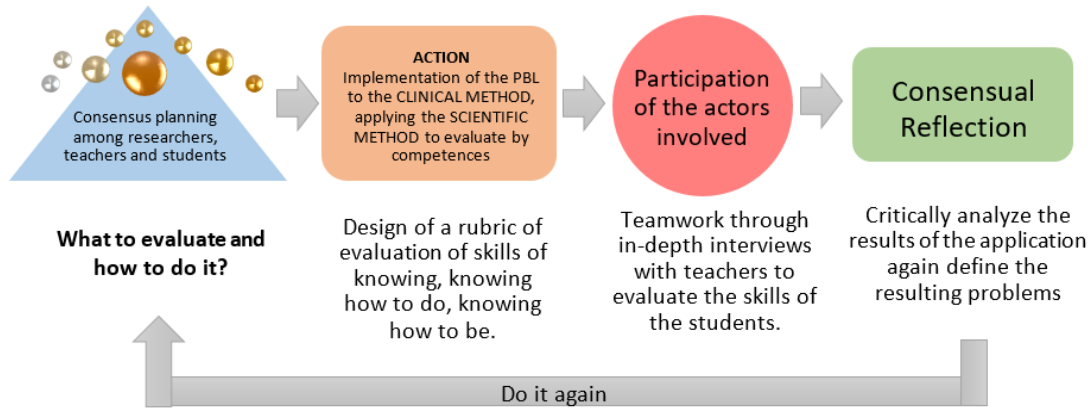 Consensus planning
among researchers,
teachers and students
What to evaluate and
how to do it?
ACTION
Implementation of the PBL
to the CLINICAL METHOD,
applying the SCIENTIFIC
METHOD to evaluate by
competences
Design of a rubric of
evaluation of skills of
knowing, knowing
how to do, knowing
how to be.
Participation
of the actors
involved
Teamwork through
in-depth interviews
with teachers to
evaluate the skills of
the students.
Consensual
Reflection
Critically analyze the
results of the application
again define the
resulting problems
Do it again